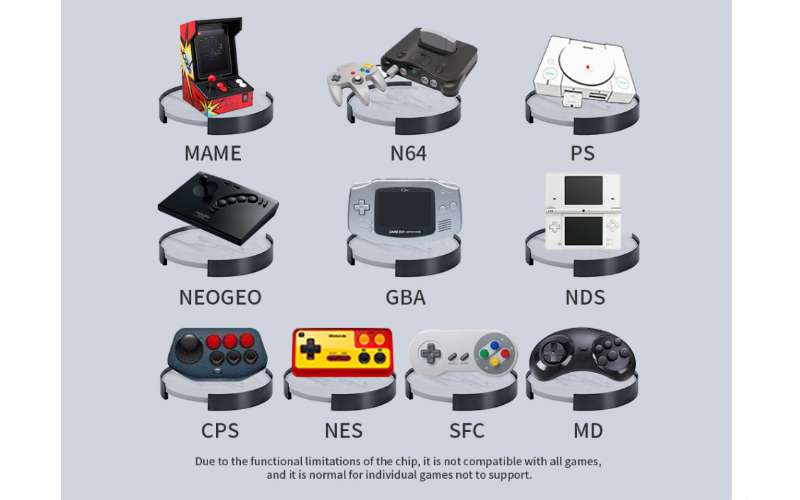 MAME
N64
PS
NEOGEO
GBA
NDS
CPS
NES
SFC
MD
Due to the functional limitations of the chip, it is not compatible with all games,
and it is normal for individual games not to support.